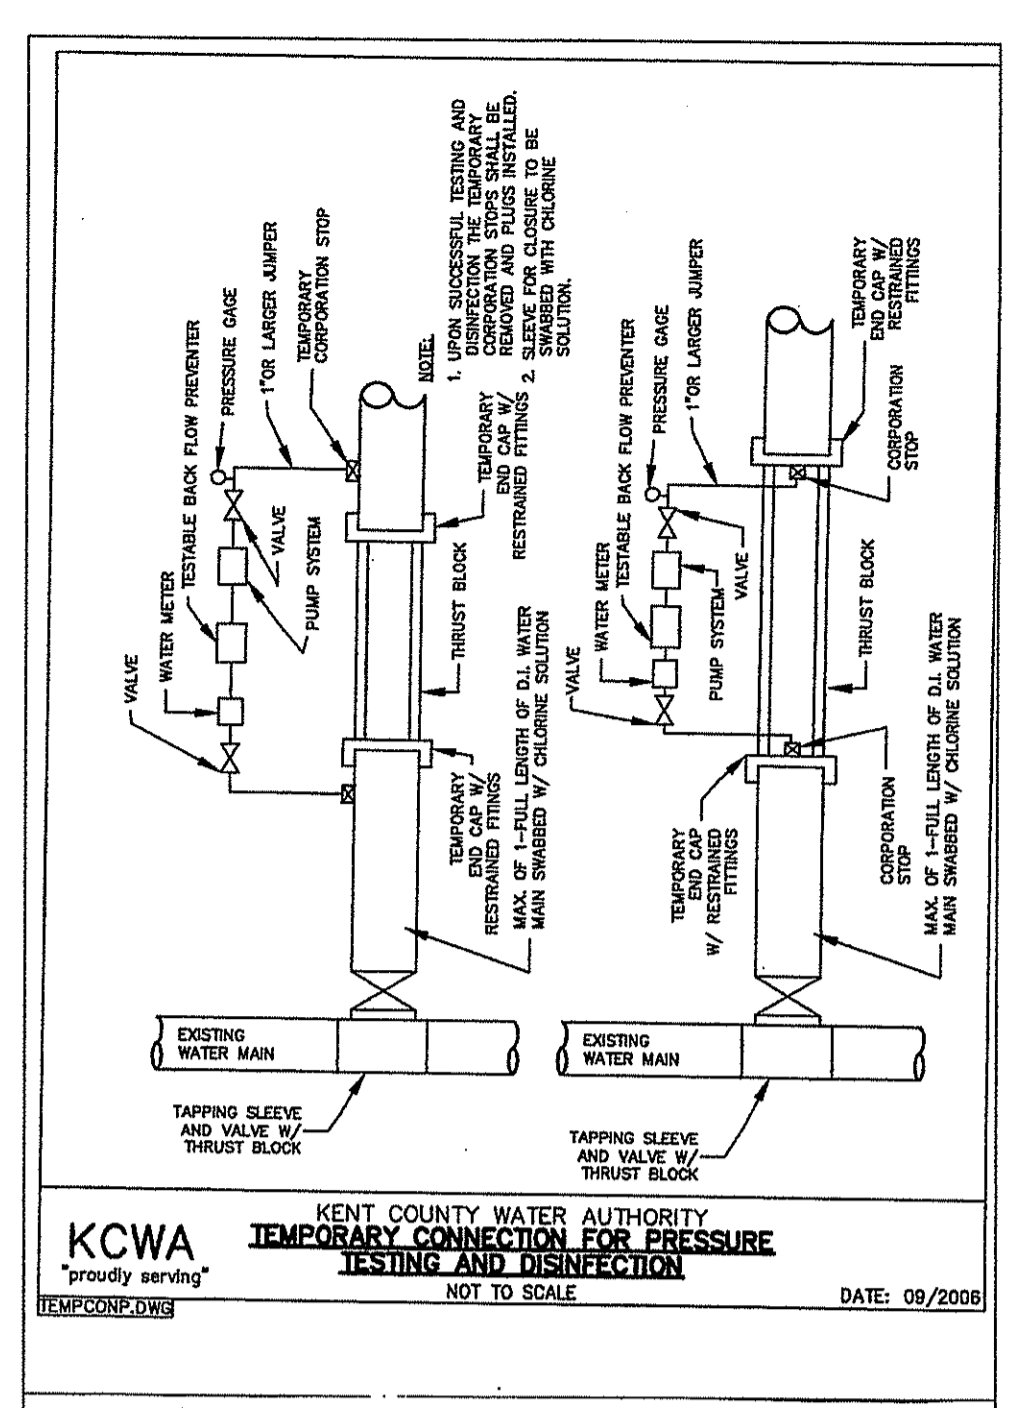 VALVE
WATER METER
TESTABLE BACK FLOW PREVENTER
PRESSURE GAGE
1"OR LARGER JUMPER
TEMPORARY
CORPORATION STOP
VALVE
PUMP SYSTEM
THRUST BLOCK
TEMPORARY
END CAP W/
RESTRAINED FITTINGS
TEMPORARY
END CAP W/
RESTRAINED FITINGS
MAX. OF 1-FULL LENGTH OF D.I. WATER
MAIN SWABBED W/ CHLORINE SOLUTION
NOTE:
1. UPON SUCCESSFUL TESTING AND
DISINFECTION THE TEMPORARY
CORPORATION STOPS SHALL BE
REMOVED AND PLUGS INSTALLED.
2. SLEEVE FOR CLOSURE TO BE
SWABBED WITH CHLORINE
SOLUTION.
EXISTING
WATER MAIN
TAPPING SLEEVE
AND VALVE W/
THRUST BLOCK
VALVE
WATER METER
TESTABLE BACK FLOW PREVENTER
PRESSURE GAGE
1"OR LARGER JUMPER
PUMP SYSTEM
VALVE
TEMPORARY
END CAP W/
RESTRAINED
FITTINGS
CORPORATION
STOP
THRUST BLOCK
TEMPORARY
END CAP
W/ RESTRAINED
FITTINGS
CORPORATION
STOP
MAX. OF 1-FULL LENGTH OF D.I. WATER
MAIN SWABBED W/ CHLORINE SOLUTION
EXISTING
WATER MAIN
TAPPING SLEEVE
AND VALVE W/
THRUST BLOCK
KCWA
"proudly serving"
TEMPCONP.DWG
KENT COUNTY WATER AUTHORITY
TEMPORARY CONNECTION FOR PRESSURE
TESTING AND DISINFECTION
NOT TO SCALE
DATE: 09/2006